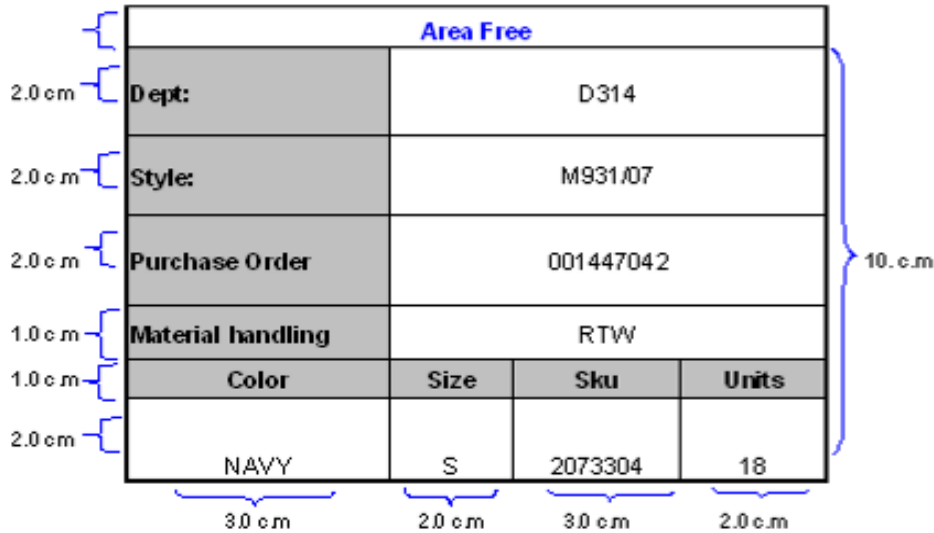 Area Free
2.0 cm Dept: D314
2.0 c.m Style: M931/07
2.0 c.m Purchase Order 001447042 10. c.m
1.0 c.m Material handling RTW
1.0 c.m Color Size Sku Units
2.0 cm NAVY S 2073304 18
3.0 c.m 2.0 c.m 3.0 c.m 2.0 c.m